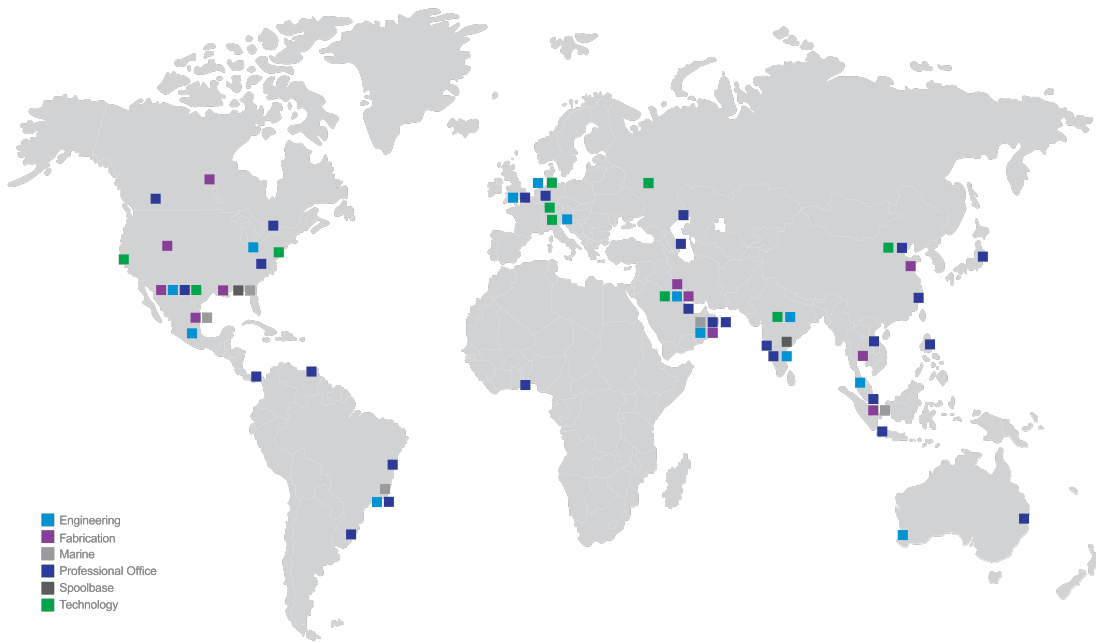 Engineering
Fabrication
Marine
Professional Office
Spoolbase
Technology